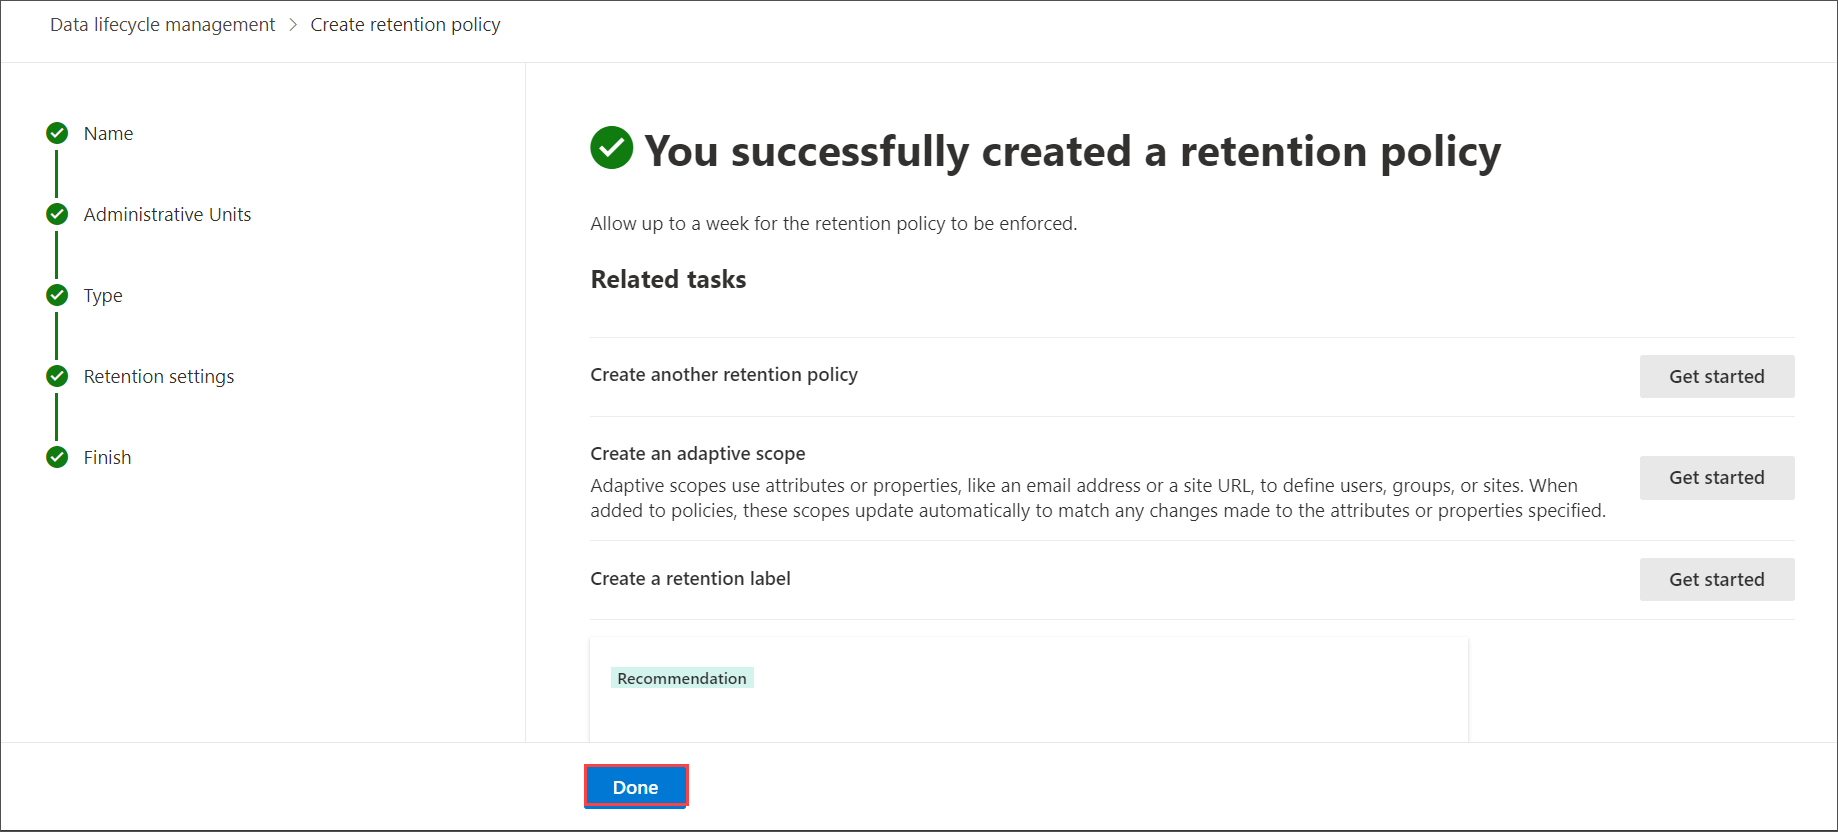 Data lifecycle management > Create retention policy
Name
Administrative Units
Type
Retention settings
Finish
You successfully created a retention policy
Allow up to a week for the retention policy to be enforced.
Related tasks
Create another retention policy
Get started
Create an adaptive scope
Adaptive scopes use attributes or properties, like an email address or a site URL, to define users, groups, or sites. When
added to policies, these scopes update automatically to match any changes made to the attributes or properties specified.
Get started
Create a retention label
Get started
Recommendation
Done